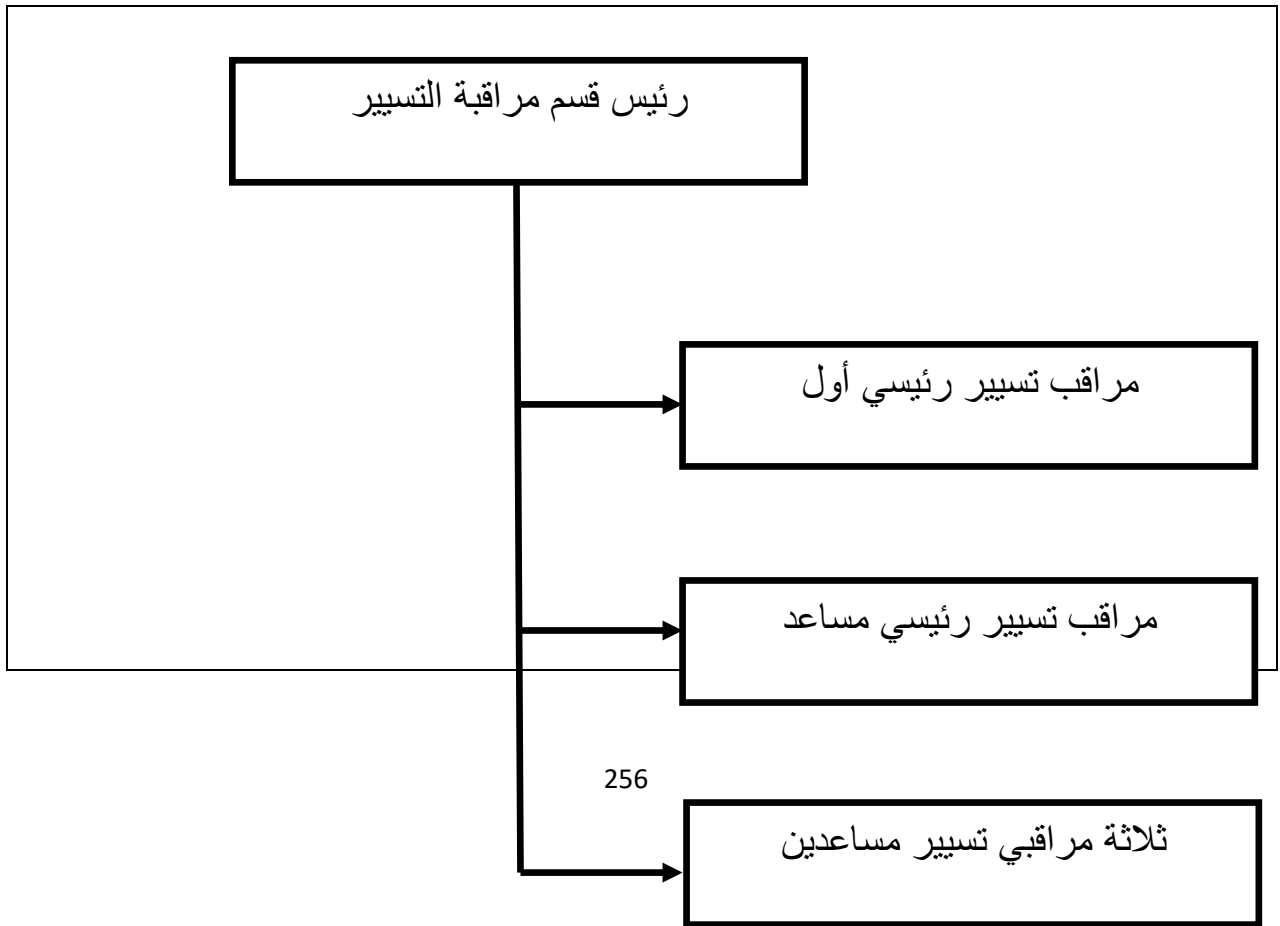 رئيس قسم مراقبة التسيير
مراقب تسيير رئيسي أول
مراقب تسيير رئيسي مساعد
256
ثلاثة مراقبي تسيير مساعدين